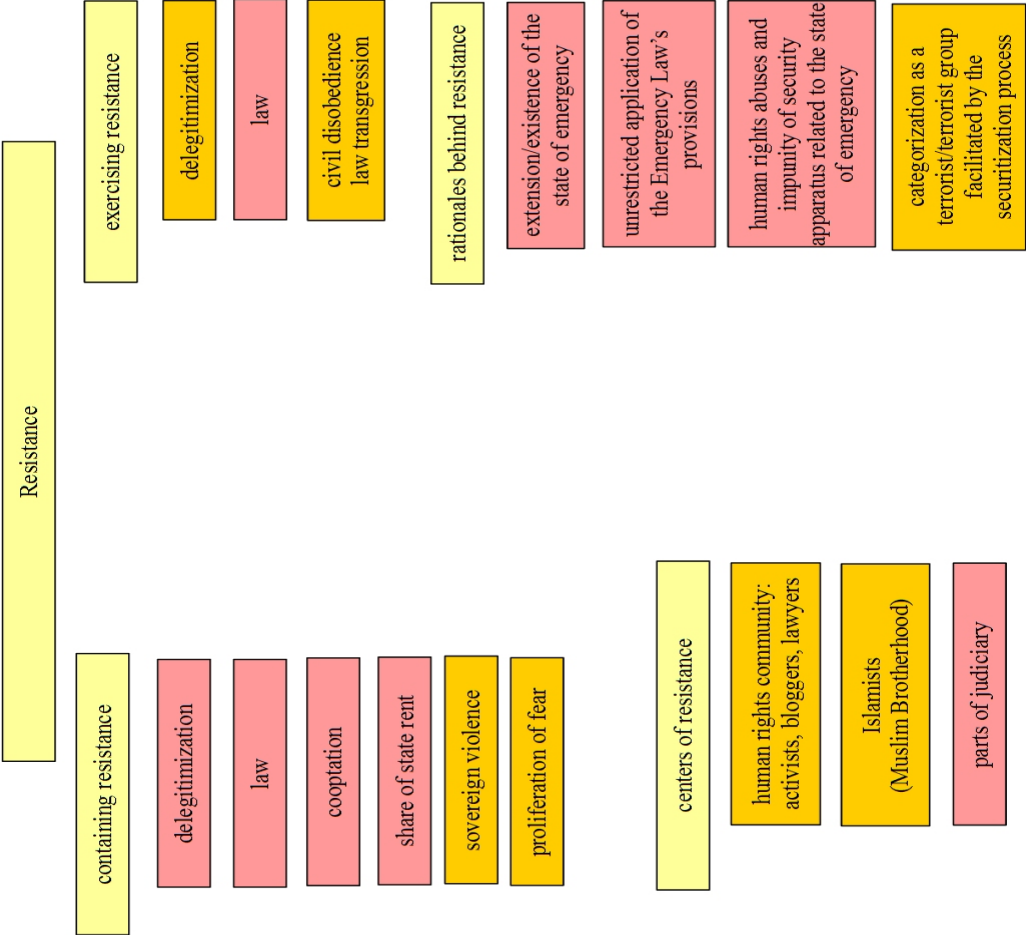 Resistance
containing resistance
delegitimization
law
cooptation
share of state rent
sovereign violence
proliferation of fear
centers of resistance
human rights community:
activists, bloggers, lawyers
Islamists
(Muslim Brotherhood)
parts of judiciary
exercising resistance
delegitimization
law
civil disobedience
law transgression
rationales behind resistance
extension/existence of the
state of emergency
unrestricted application of
the Emergency Law’s
provisions
human rights abuses and
impunity of security
apparatus related to the state
of emergency
categorization as a
terrorist/terrorist group
facilitated by the
securitization process